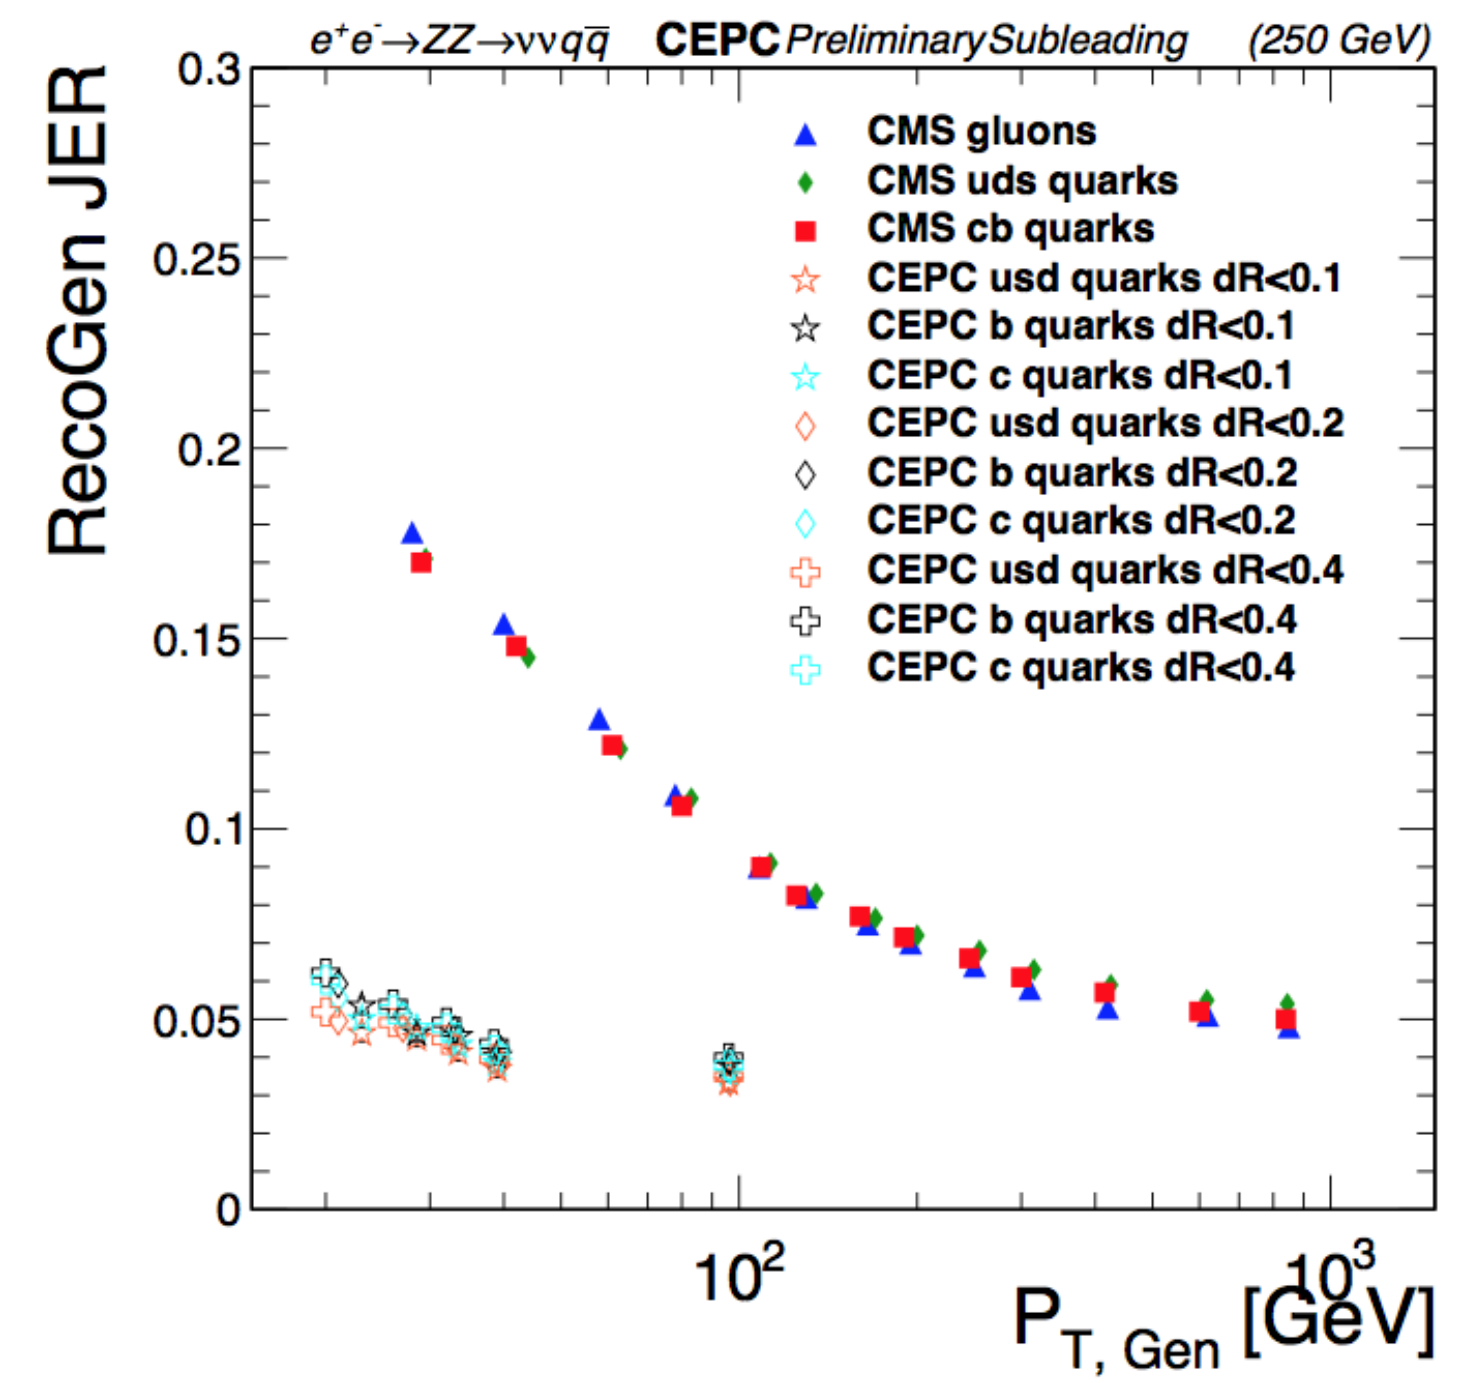 e⁺e⁻→ZZ→ννqq̅ CEPC Preliminary Subleading (250 GeV)
RecoGen JER
0.3
0.25
0.2
0.15
0.1
0.05
0
CMS gluons
CMS uds quarks
CMS cb quarks
CEPC usd quarks dR<0.1
CEPC b quarks dR<0.1
CEPC c quarks dR<0.1
CEPC usd quarks dR<0.2
CEPC b quarks dR<0.2
CEPC c quarks dR<0.2
CEPC usd quarks dR<0.4
CEPC b quarks dR<0.4
CEPC c quarks dR<0.4
10² 10³
P_T, Gen [GeV]